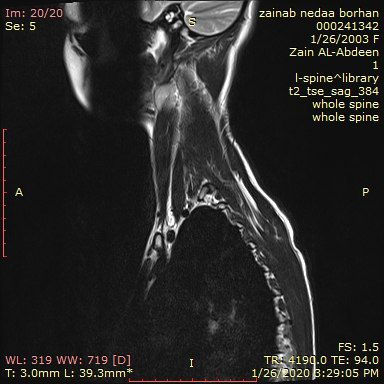 Im: 20/20
Se: 5
S
zainab nedaa borhan
000241342
1/26/2003 F
Zain AL-Abdeen
1
l-spine^library
t2_tse_sag_384
whole spine
whole spine
A
P
WL: 319 WW: 719 [D]
T: 3.0mm L: 39.3mm*
I
FS: 1.5
TR: 4190.0 TE: 94.0
1/26/2020 3:29:05 PM